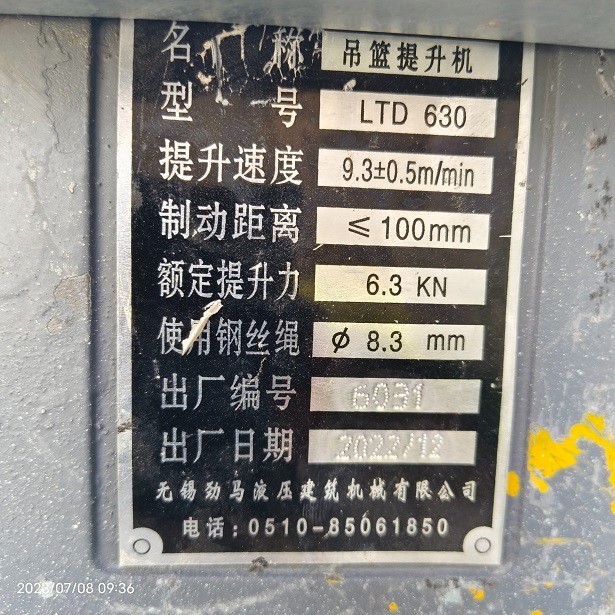 名 称 吊篮提升机
型 号 LTD 630
提升速度 9.3±0.5m/min
制动距离 ≤100mm
额定提升力 6.3 KN
使用钢丝绳 φ 8.3 mm
出厂编号 6031
出厂日期 2022/12
无锡劲马液压建筑机械有限公司
电话：0510-85061850
2023/07/08 09:36